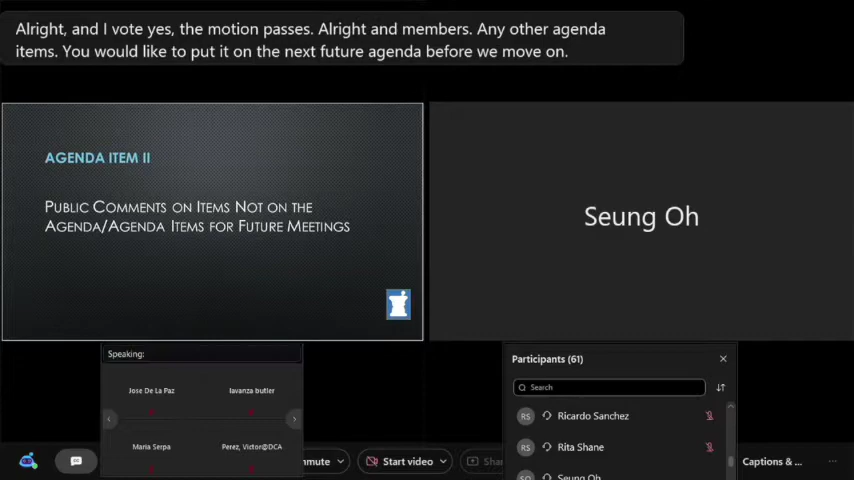 Alright, and I vote yes, the motion passes. Alright and members. Any other agenda
items. You would like to put it on the next future agenda before we move on.
AGENDA ITEM II
PUBLIC COMMENTS ON ITEMS NOT ON THE
AGENDA/AGENDA ITEMS FOR FUTURE MEETINGS
Seung Oh
Speaking:
Jose De La Paz
lavanza butler
Maria Serpa
Perez, Victor@DCA
Participants (61)
Search
RS Ricardo Sanchez
RS Rita Shane
SO Seung Oh
mute
Start video
Shar
Captions & ...